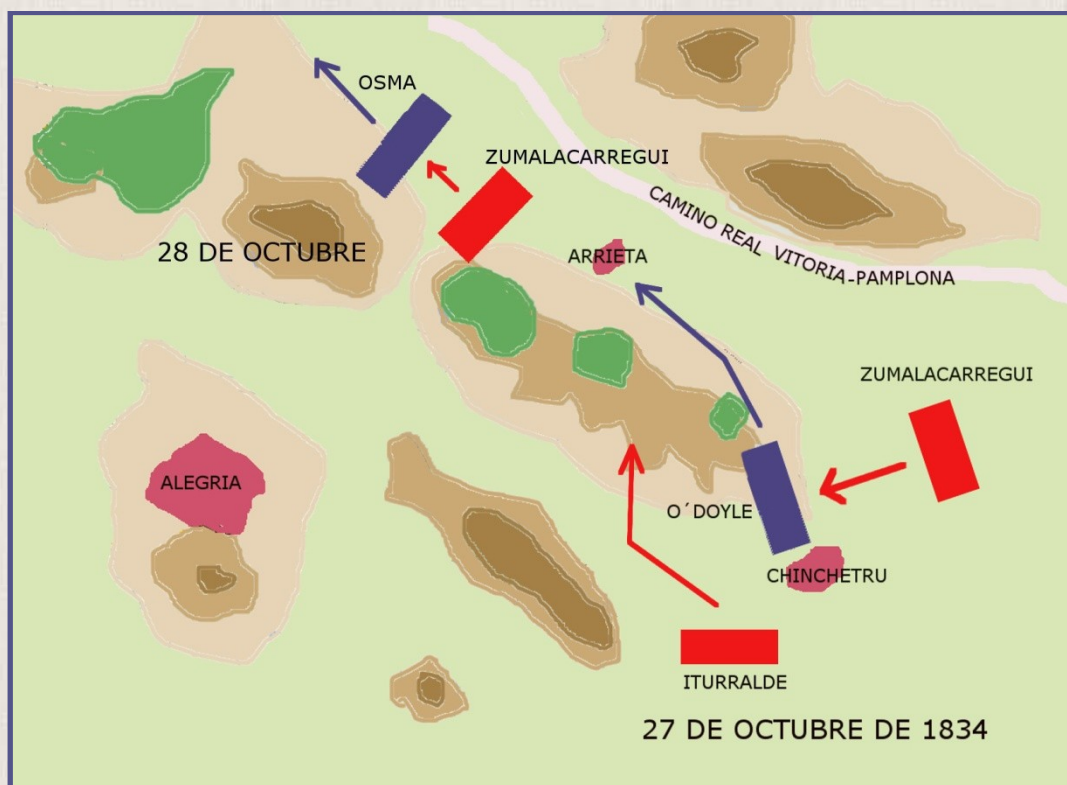 OSMA
ZUMALACARREGUI
CAMINO REAL VITORIA-PAMPLONA
28 DE OCTUBRE
ARRIETA
ZUMALACARREGUI
ALEGRIA
O´DOYLE
CHINCHETRU
ITURRALDE
27 DE OCTUBRE DE 1834